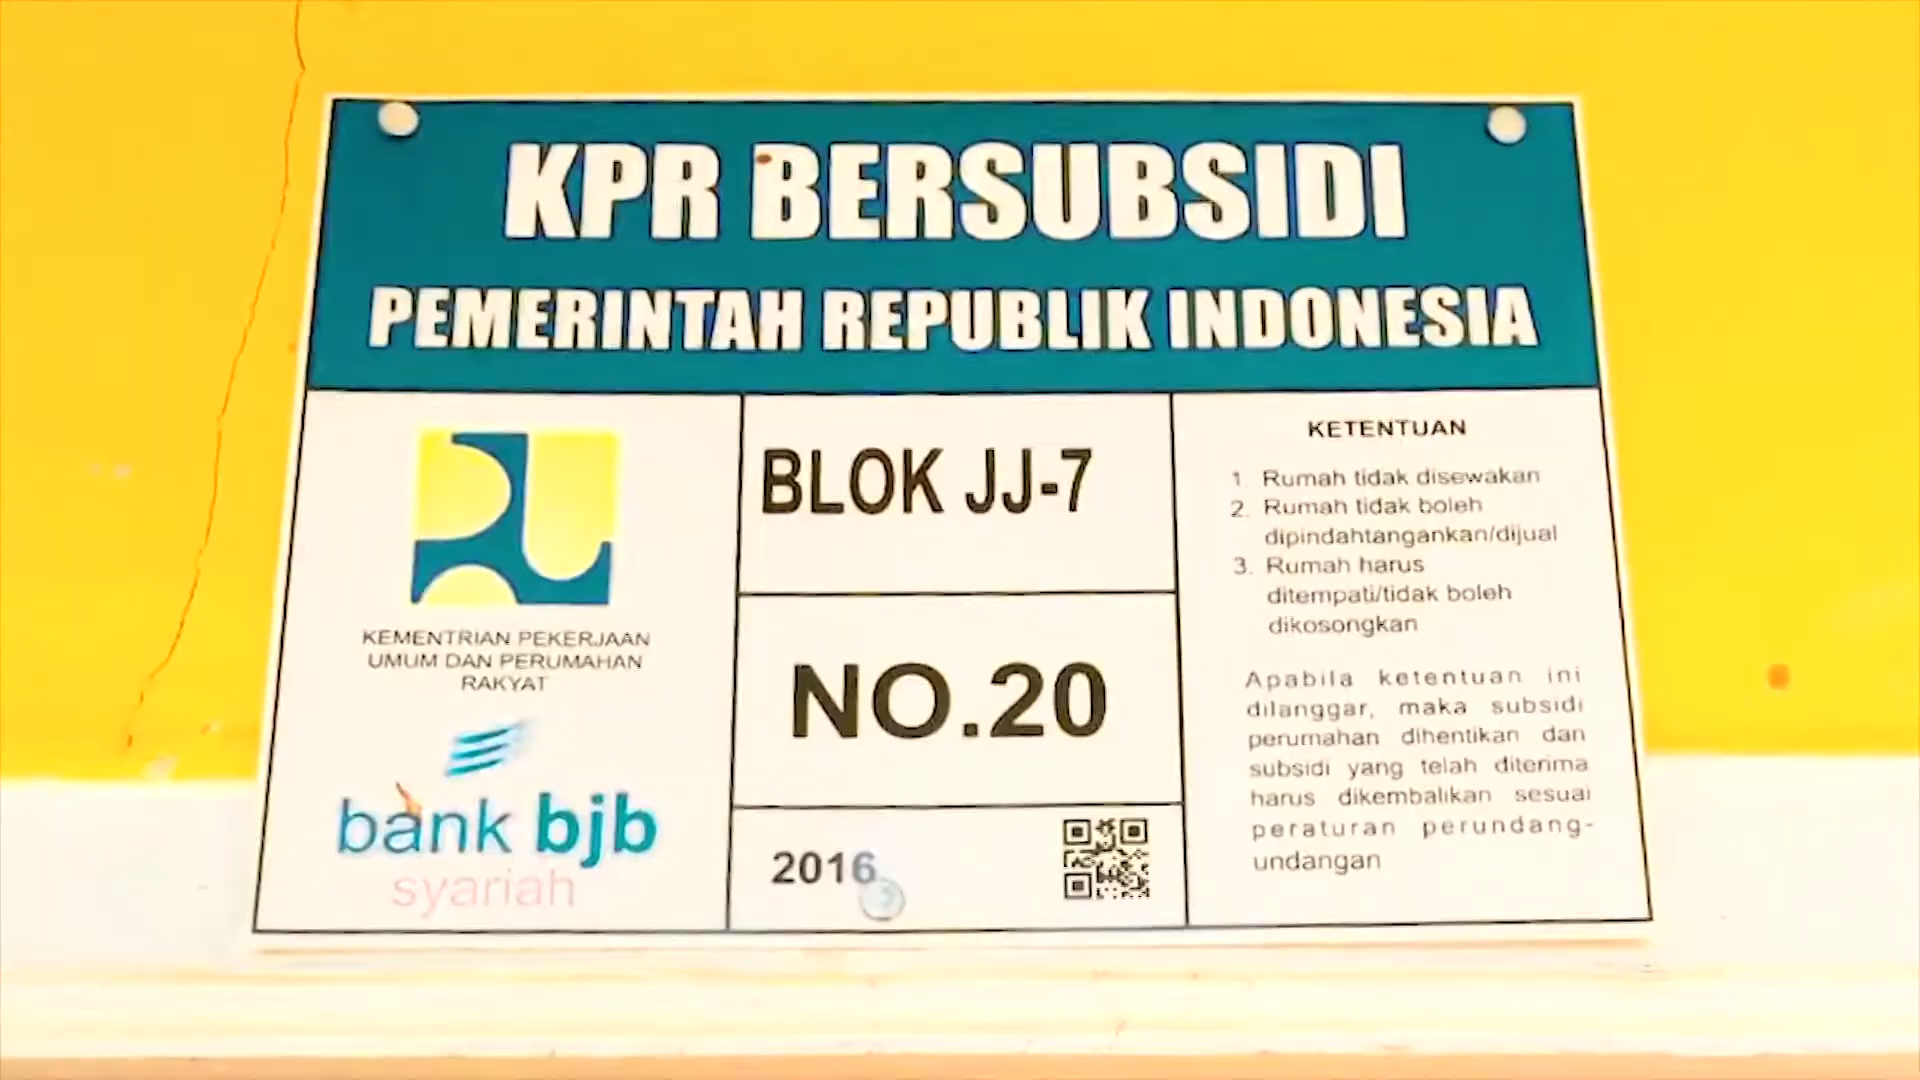 KPR BERSUBSIDI
PEMERINTAH REPUBLIK INDONESIA
KEMENTRIAN PEKERJAAN
UMUM DAN PERUMAHAN
RAKYAT
bank bjb
syariah
BLOK JJ-7
NO.20
2016
KETENTUAN
1. Rumah tidak disewakan
2. Rumah tidak boleh
dipindahtangankan/dijual
3. Rumah harus
ditempati/tidak boleh
dikosongkan
Apabila ketentuan ini
dilanggar, maka subsidi
perumahan dihentikan dan
subsidi yang telah diterima
harus dikembalikan sesuai
peraturan perundang-
undangan